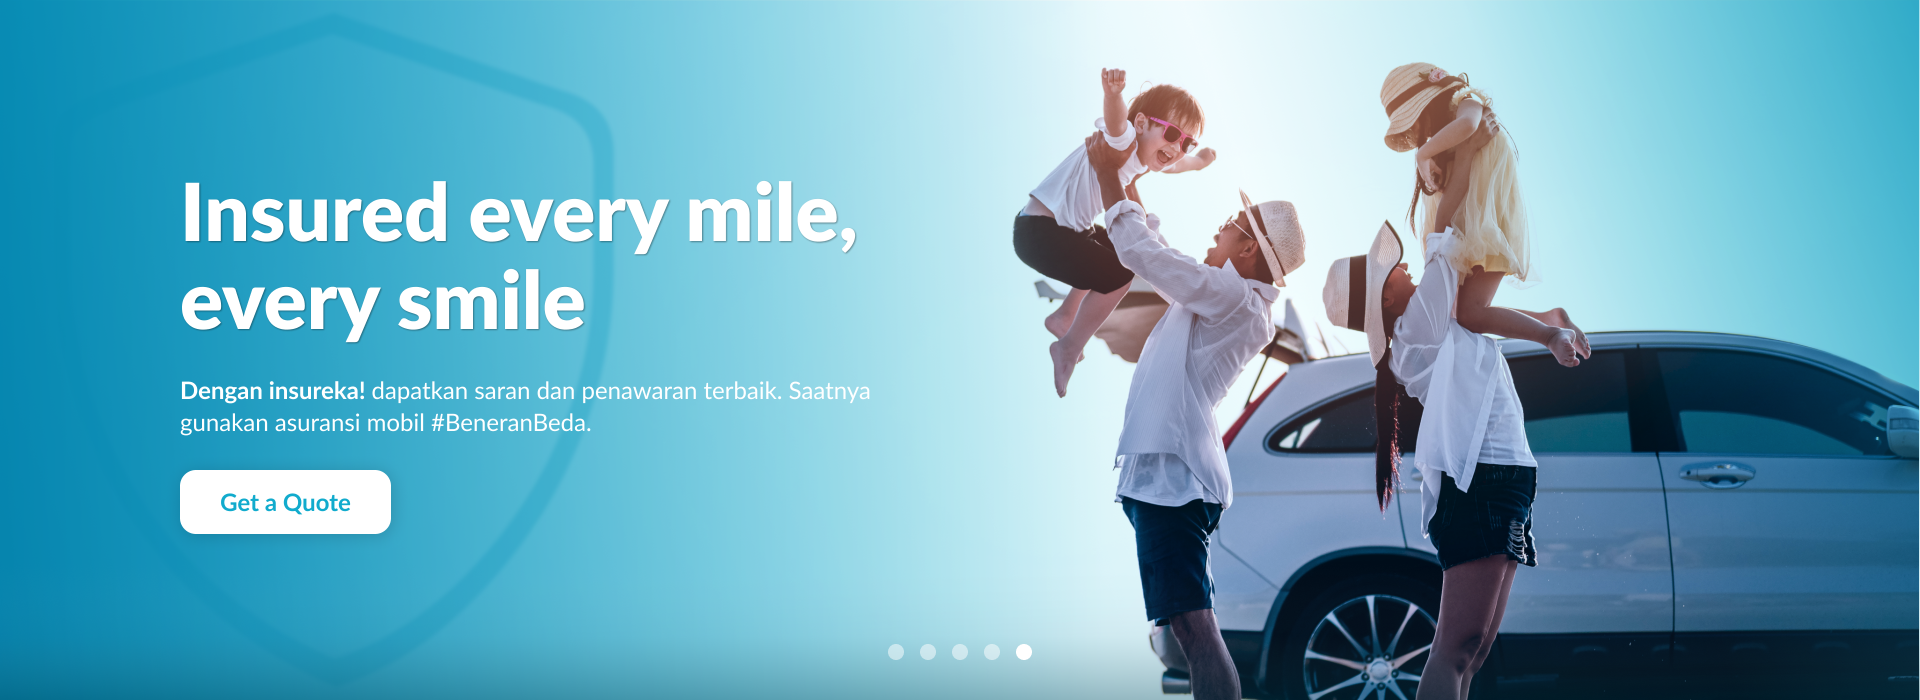 Insured every mile,
every smile
Dengan insureka! dapatkan saran dan penawaran terbaik. Saatnya
gunakan asuransi mobil #BeneranBeda.
Get a Quote